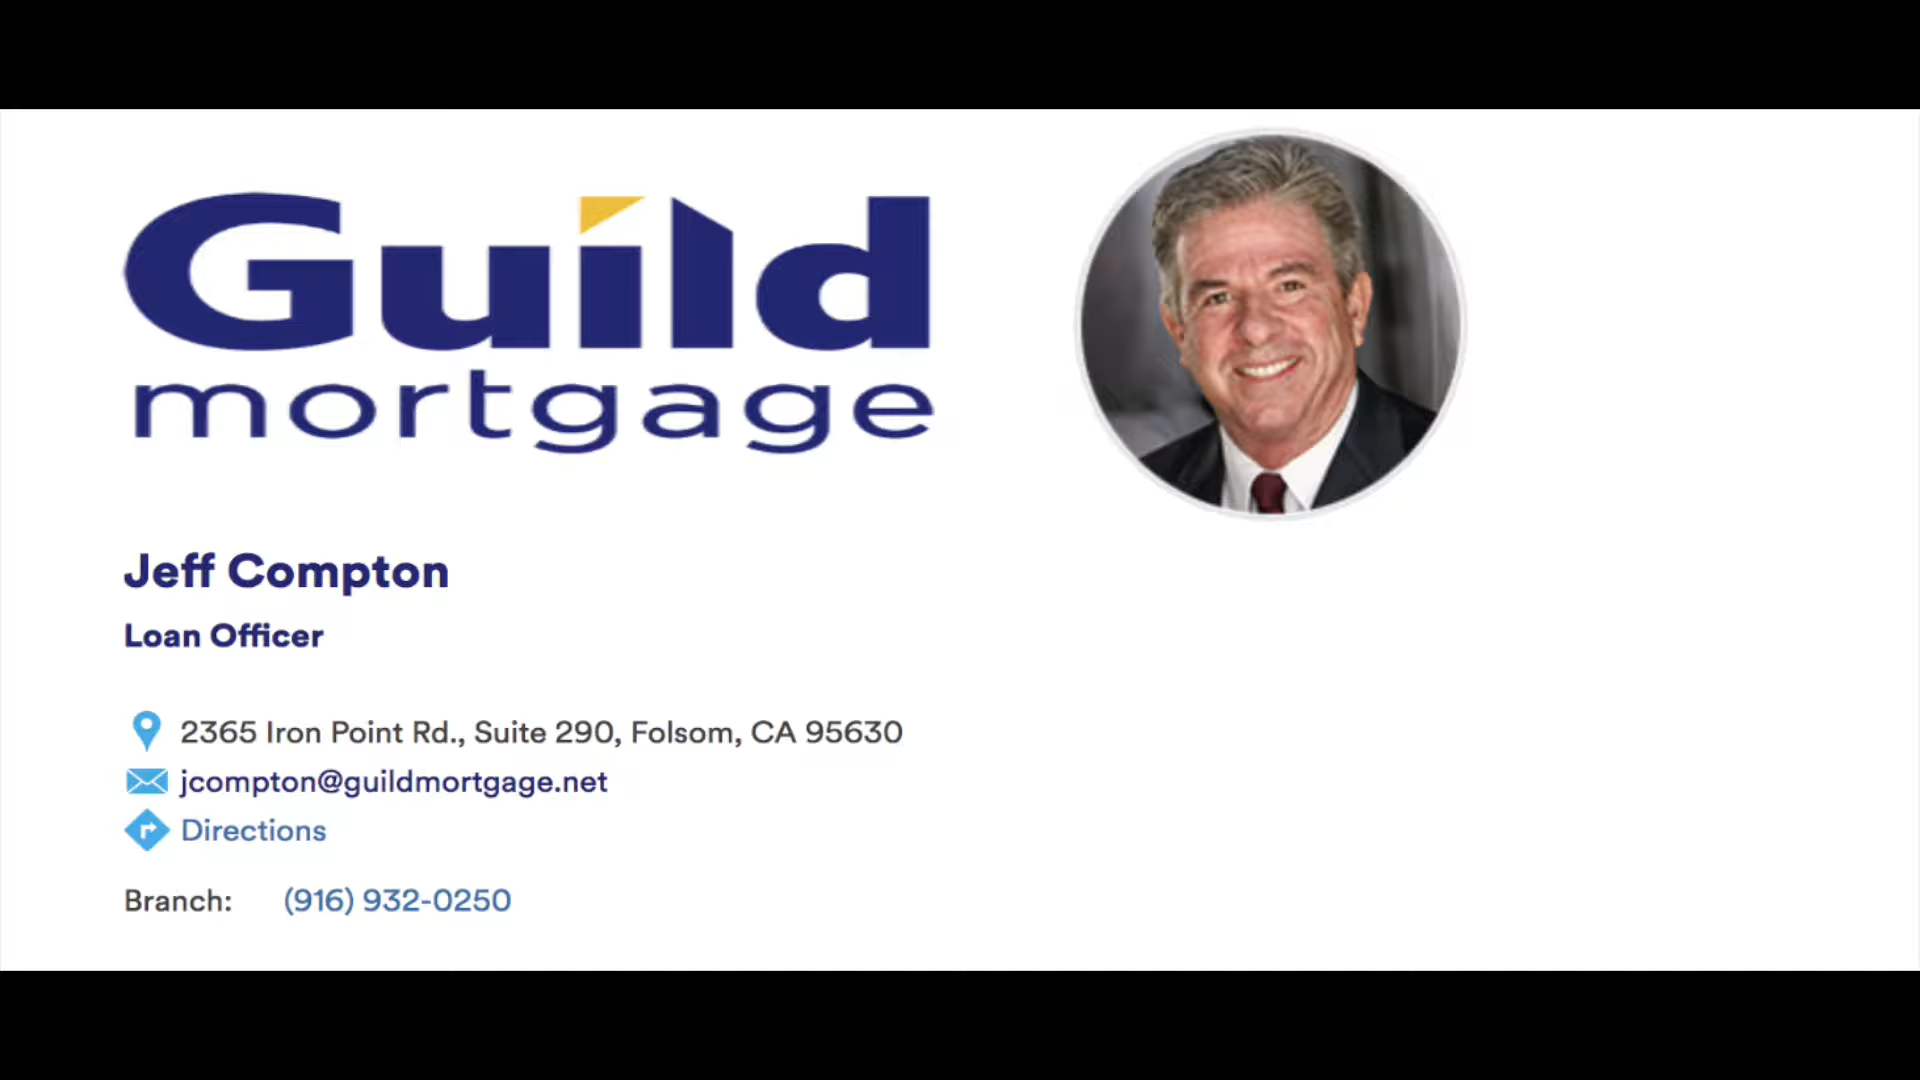 Guild
mortgage
Jeff Compton
Loan Officer
2365 Iron Point Rd., Suite 290, Folsom, CA 95630
jcompton@guildmortgage.net
Directions
Branch: (916) 932-0250